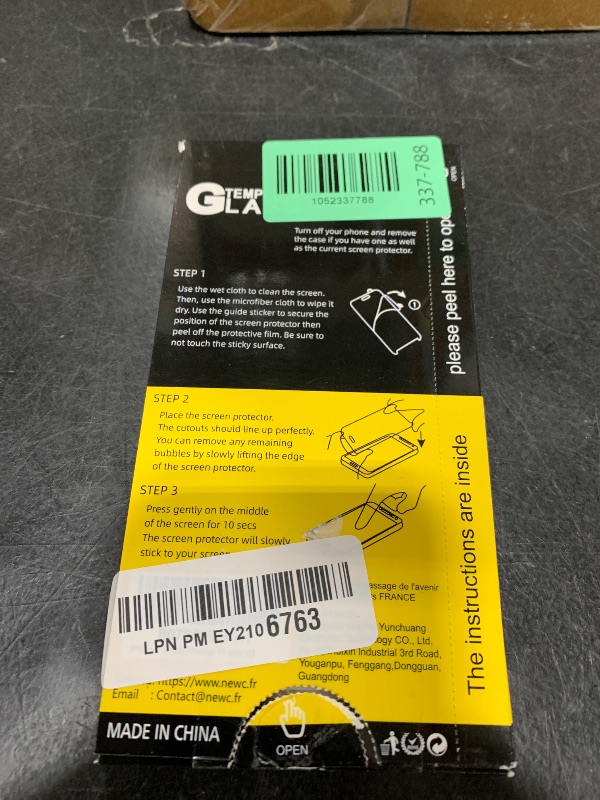 1052337788
337-788
OPEN
G
TEMP
LA
please peel here to ope
Turn off your phone and remove
the case if you have one as well
as the current screen protector.
STEP 1
Use the wet cloth to clean the screen.
Then, use the microfiber cloth to wipe it
dry. Use the guide sticker to secure the
position of the screen protector then
peel off the protective film. Be sure to
not touch the sticky surface.
STEP 2
Place the screen protector.
The cutouts should line up perfectly.
You can remove any remaining
bubbles by slowly lifting the edge
of the screen protector.
STEP 3
Press gently on the middle
of the screen for 10 secs
The screen protector will slowly
stick to your screen
The instructions are inside
LPN PM EY2106763
assage de l'avenir
FRANCE
Yunchuang
ogy CO., Ltd.
Industrial 3rd Road,
Youganpu, Fenggang,Dongguan,
Guangdong
https://www.newc.fr
Email : Contact@newc.fr
MADE IN CHINA
OPEN